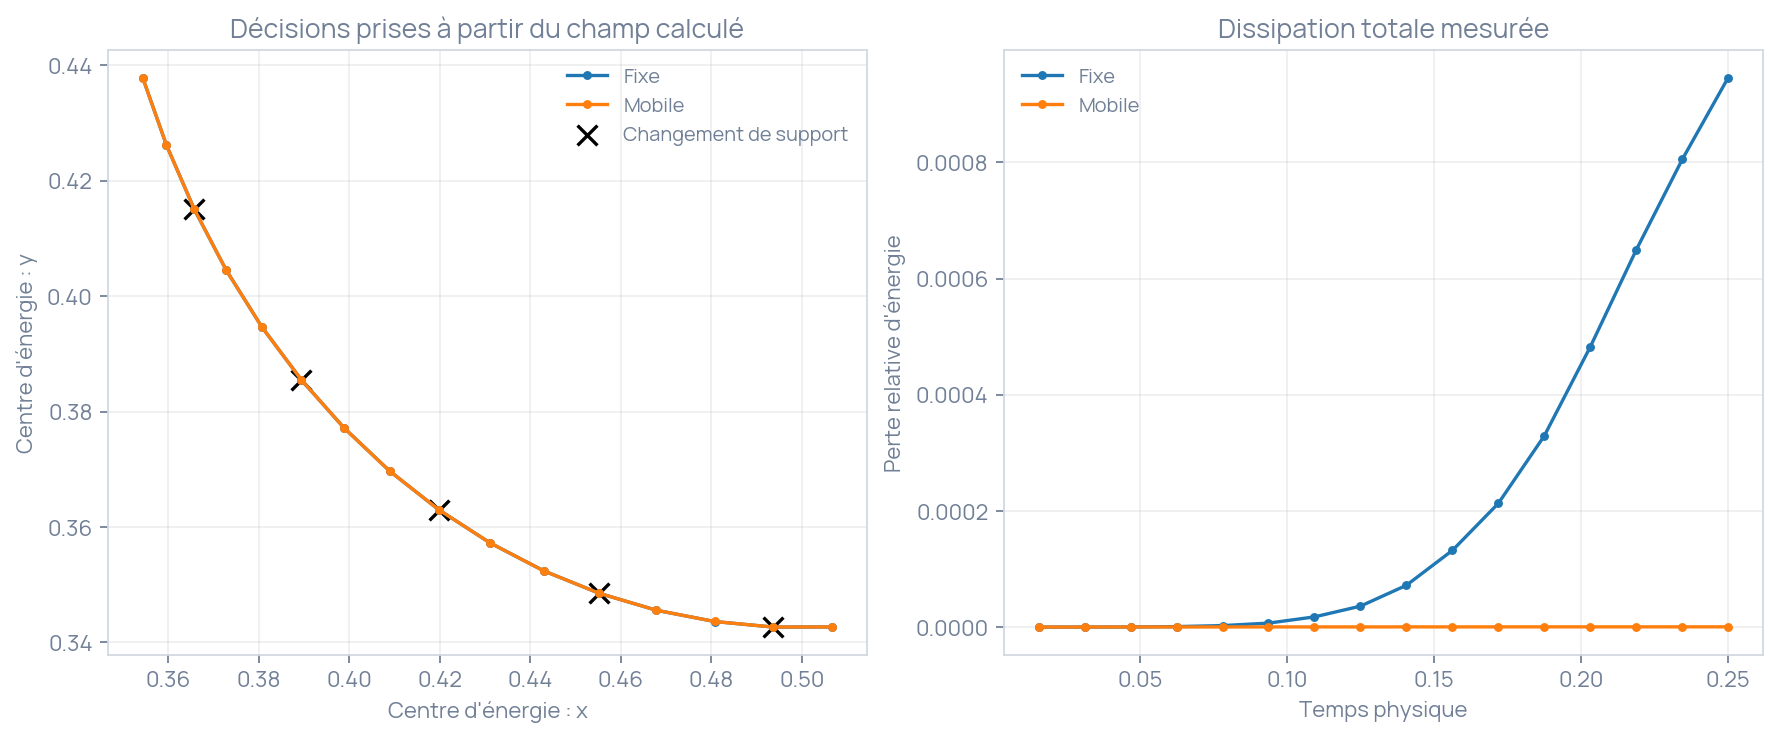 Décisions prises à partir du champ calculé
Fixe
Mobile
Changement de support
0.44
0.42
0.40
0.38
0.36
0.34
Centre d'énergie : y
0.36 0.38 0.40 0.42 0.44 0.46 0.48 0.50
Centre d'énergie : x
Dissipation totale mesurée
Fixe
Mobile
0.0008
0.0006
0.0004
0.0002
0.0000
Perte relative d'énergie
0.05 0.10 0.15 0.20 0.25
Temps physique